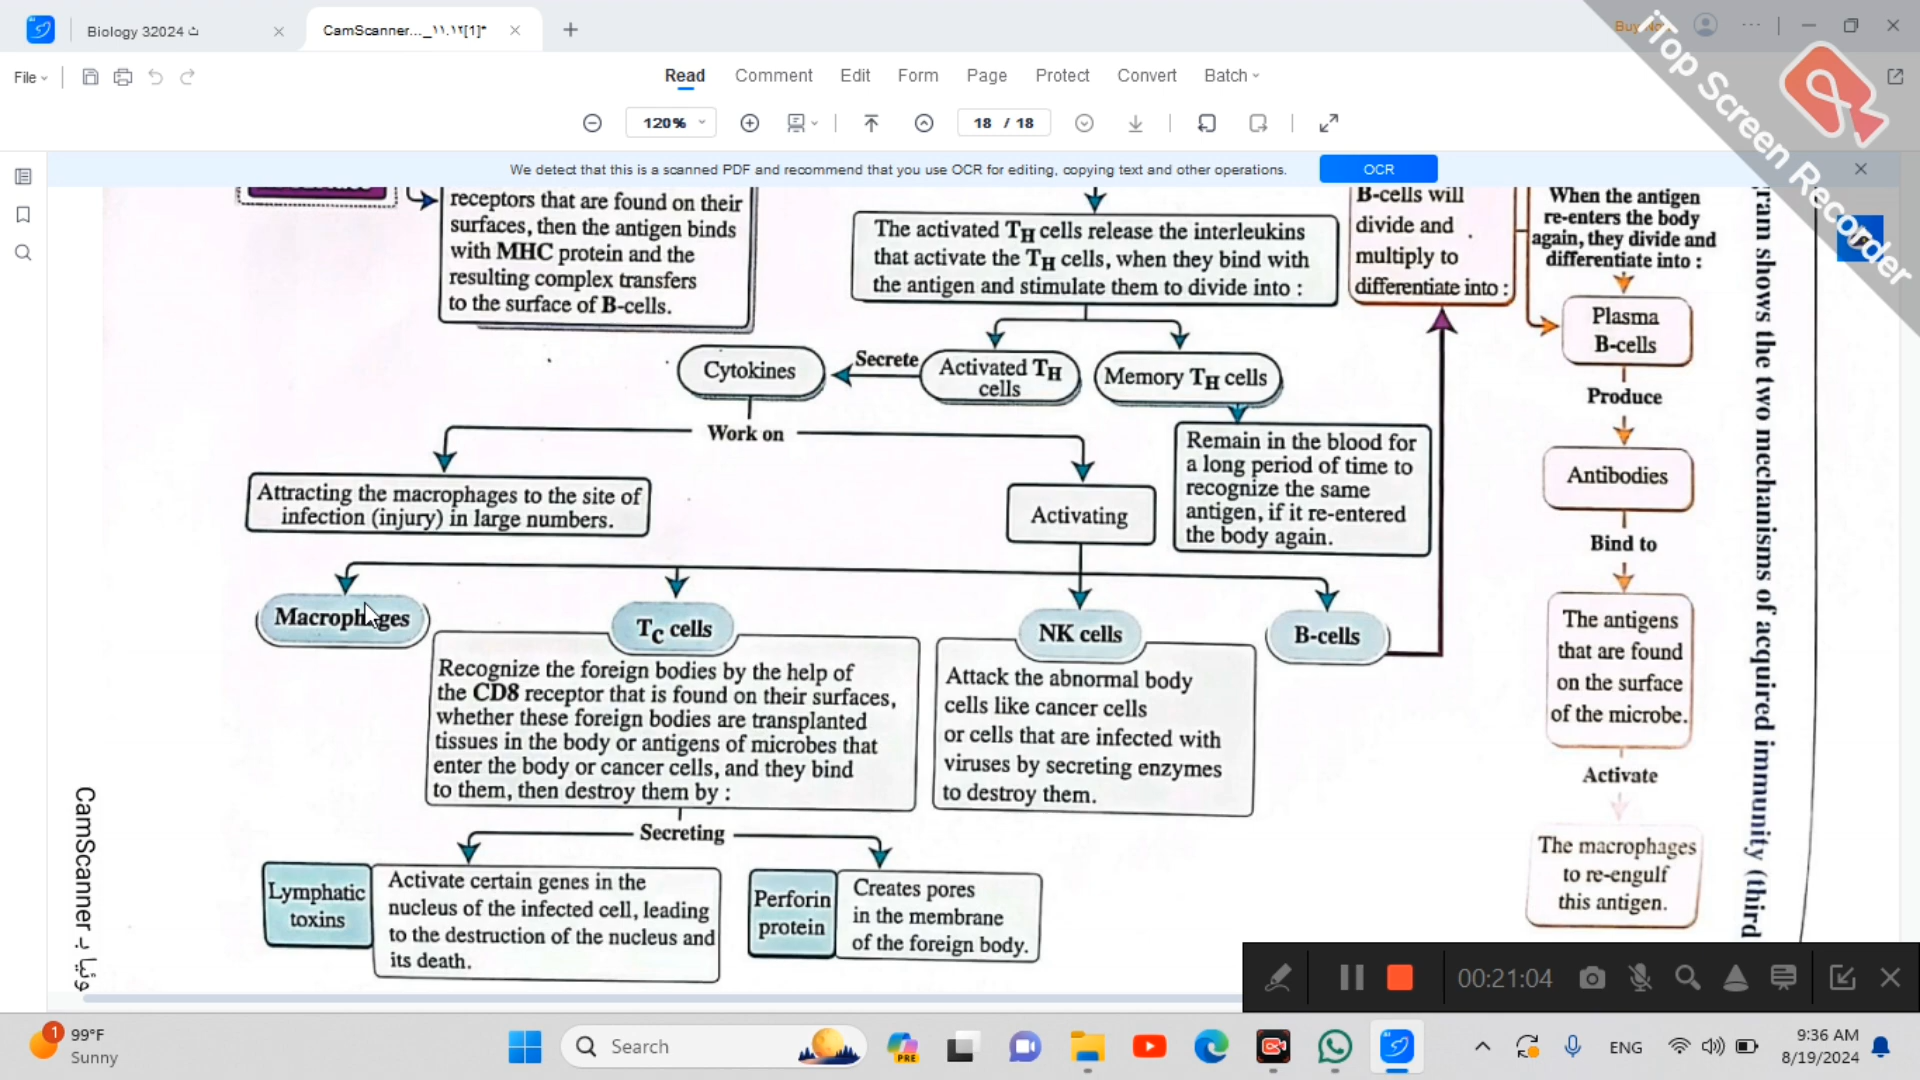 Biology 32024 ث
CamScanner..._١١.١٢[1]*
Buy Now
File
Read
Comment
Edit
Form
Page
Protect
Convert
Batch
120%
18 / 18
We detect that this is a scanned PDF and recommend that you use OCR for editing, copying text and other operations.
OCR
iTop Screen Recorder
receptors that are found on their
surfaces, then the antigen binds
with MHC protein and the
resulting complex transfers
to the surface of B-cells.
The activated TH cells release the interleukins
that activate the TH cells, when they bind with
the antigen and stimulate them to divide into :
B-cells will
divide and
multiply to
differentiate into :
When the antigen
re-enters the body
again, they divide and
differentiate into :
Plasma
B-cells
Produce
Antibodies
Bind to
The antigens
that are found
on the surface
of the microbe.
Activate
The macrophages
to re-engulf
this antigen.
Cytokines
Secrete
Activated TH
cells
Memory TH cells
Work on
Remain in the blood for
a long period of time to
recognize the same
antigen, if it re-entered
the body again.
Attracting the macrophages to the site of
infection (injury) in large numbers.
Activating
Macrophages
TC cells
NK cells
B-cells
Recognize the foreign bodies by the help of
the CD8 receptor that is found on their surfaces,
whether these foreign bodies are transplanted
tissues in the body or antigens of microbes that
enter the body or cancer cells, and they bind
to them, then destroy them by :
Attack the abnormal body
cells like cancer cells
or cells that are infected with
viruses by secreting enzymes
to destroy them.
Secreting
Lymphatic
toxins
Activate certain genes in the
nucleus of the infected cell, leading
to the destruction of the nucleus and
its death.
Perforin
protein
Creates pores
in the membrane
of the foreign body.
gram shows the two mechanisms of acquired immunity (third
CamScanner بـ
00:21:04
1
99°F
Sunny
Search
PRE
ENG
9:36 AM
8/19/2024